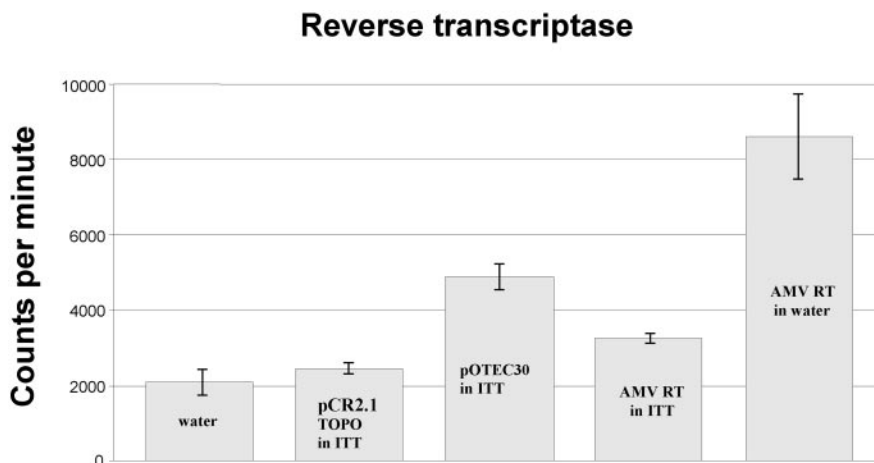 Reverse transcriptase
Counts per minute
10000
8000
6000
4000
2000
0
water
pCR2.1
TOPO
in ITT
pOTEC30
in ITT
AMV RT
in ITT
AMV RT
in water